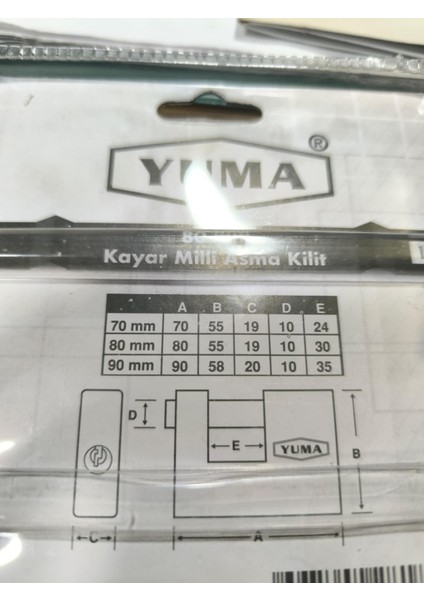 YUMA®
Kayar Milli Asma Kilit
A B C D E
70 mm 70 55 19 10 24
80 mm 80 55 19 10 30
90 mm 90 58 20 10 35
D
E
YUMA
B
C
A